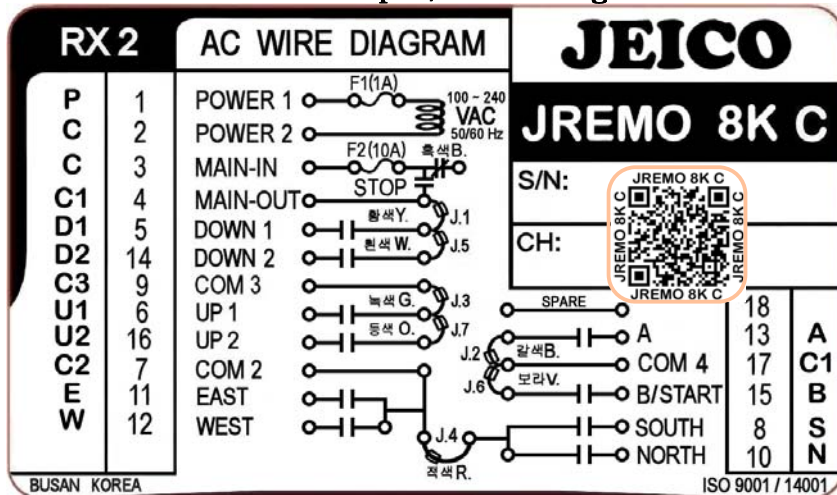 RX 2
AC WIRE DIAGRAM
JEICO
JREMO 8K C
S/N:
CH:
JREMO 8K C
JREMO 8K C
JREMO 8K C
JREMO 8K C
P 1 POWER 1 F1(1A) 100 ~ 240
VAC
50/60 Hz
C 2 POWER 2
C 3 MAIN-IN F2(10A) 흑색B.
STOP
C1 4 MAIN-OUT
D1 5 DOWN 1 황색Y. J.1
D2 14 DOWN 2 흰색 W. J.5
C3 9 COM 3
U1 6 UP 1 녹색 G. J.3
U2 16 UP 2 등색 O. J.7
C2 7 COM 2
E 11 EAST
W 12 WEST
J.4
적색R.
SPARE 18
A 13 A
J.2 갈색B. COM 4 17 C1
J.6 보라V. B/START 15 B
SOUTH 8 S
NORTH 10 N
BUSAN KOREA
ISO 9001 / 14001